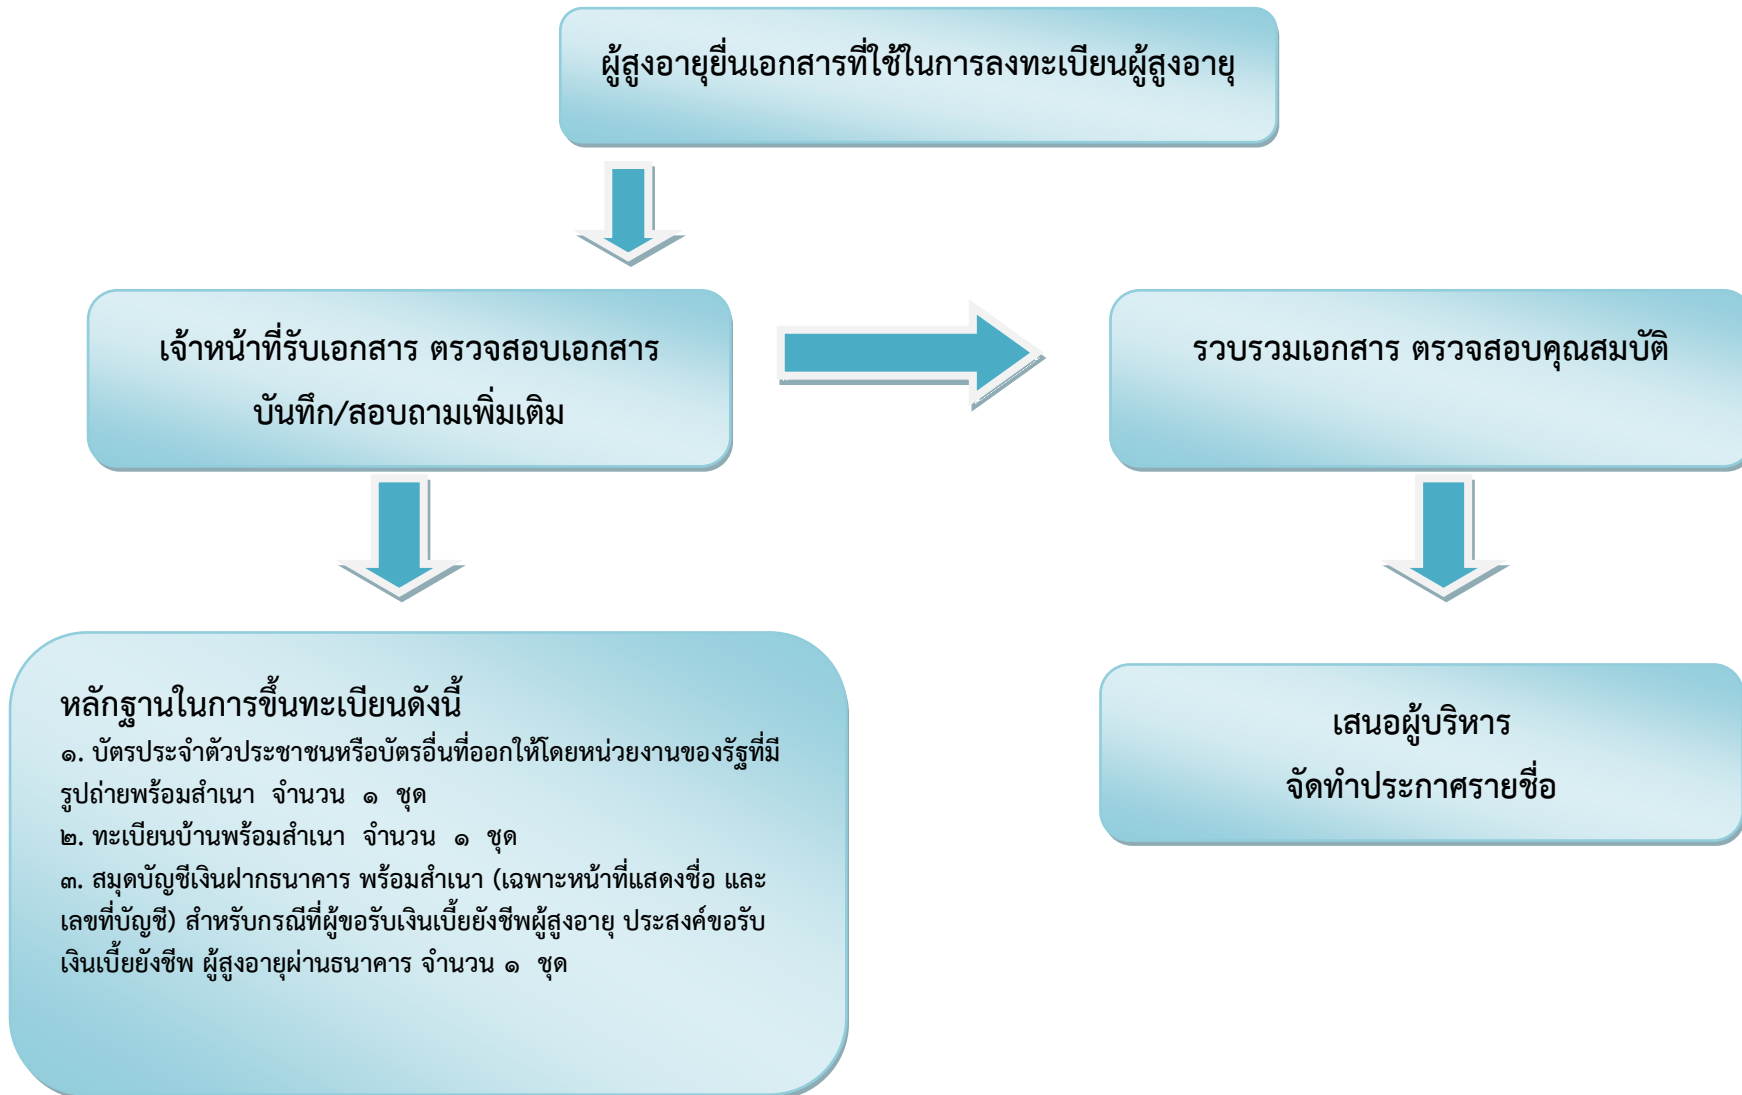 ผู้สูงอายุยื่นเอกสารที่ใช้ในการลงทะเบียนผู้สูงอายุ
เจ้าหน้าที่รับเอกสาร ตรวจสอบเอกสาร
บันทึก/สอบถามเพิ่มเติม
รวบรวมเอกสาร ตรวจสอบคุณสมบัติ
หลักฐานในการขึ้นทะเบียนดังนี้
๑. บัตรประจำตัวประชาชนหรือบัตรอื่นที่ออกให้โดยหน่วยงานของรัฐที่มี
รูปถ่ายพร้อมสำเนา จำนวน ๑ ชุด
๒. ทะเบียนบ้านพร้อมสำเนา จำนวน ๑ ชุด
๓. สมุดบัญชีเงินฝากธนาคาร พร้อมสำเนา (เฉพาะหน้าที่แสดงชื่อ และ
เลขที่บัญชี) สำหรับกรณีที่ผู้ขอรับเงินเบี้ยยังชีพผู้สูงอายุ ประสงค์ขอรับ
เงินเบี้ยยังชีพ ผู้สูงอายุผ่านธนาคาร จำนวน ๑ ชุด
เสนอผู้บริหาร
จัดทำประกาศรายชื่อ